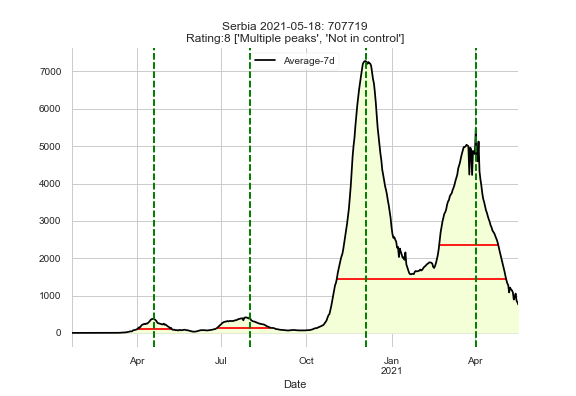 Serbia 2021-05-18: 707719
Rating:8 ['Multiple peaks', 'Not in control']
Average-7d
7000
6000
5000
4000
3000
2000
1000
0
Apr
Jul
Oct
Jan
2021
Apr
Date